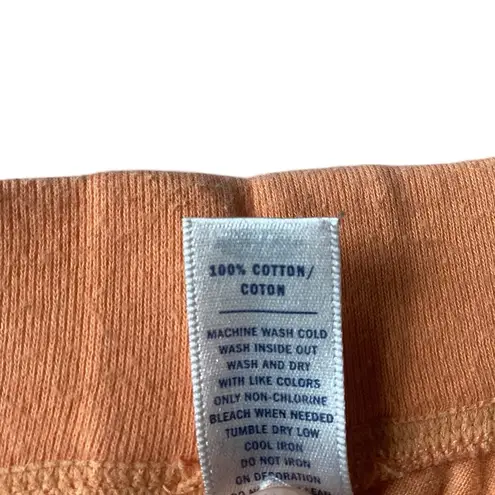 100% COTTON/
COTON
MACHINE WASH COLD
WASH INSIDE OUT
WASH AND DRY
WITH LIKE COLORS
ONLY NON-CHLORINE
BLEACH WHEN NEEDED
TUMBLE DRY LOW
COOL IRON
DO NOT IRON
ON DECORATION